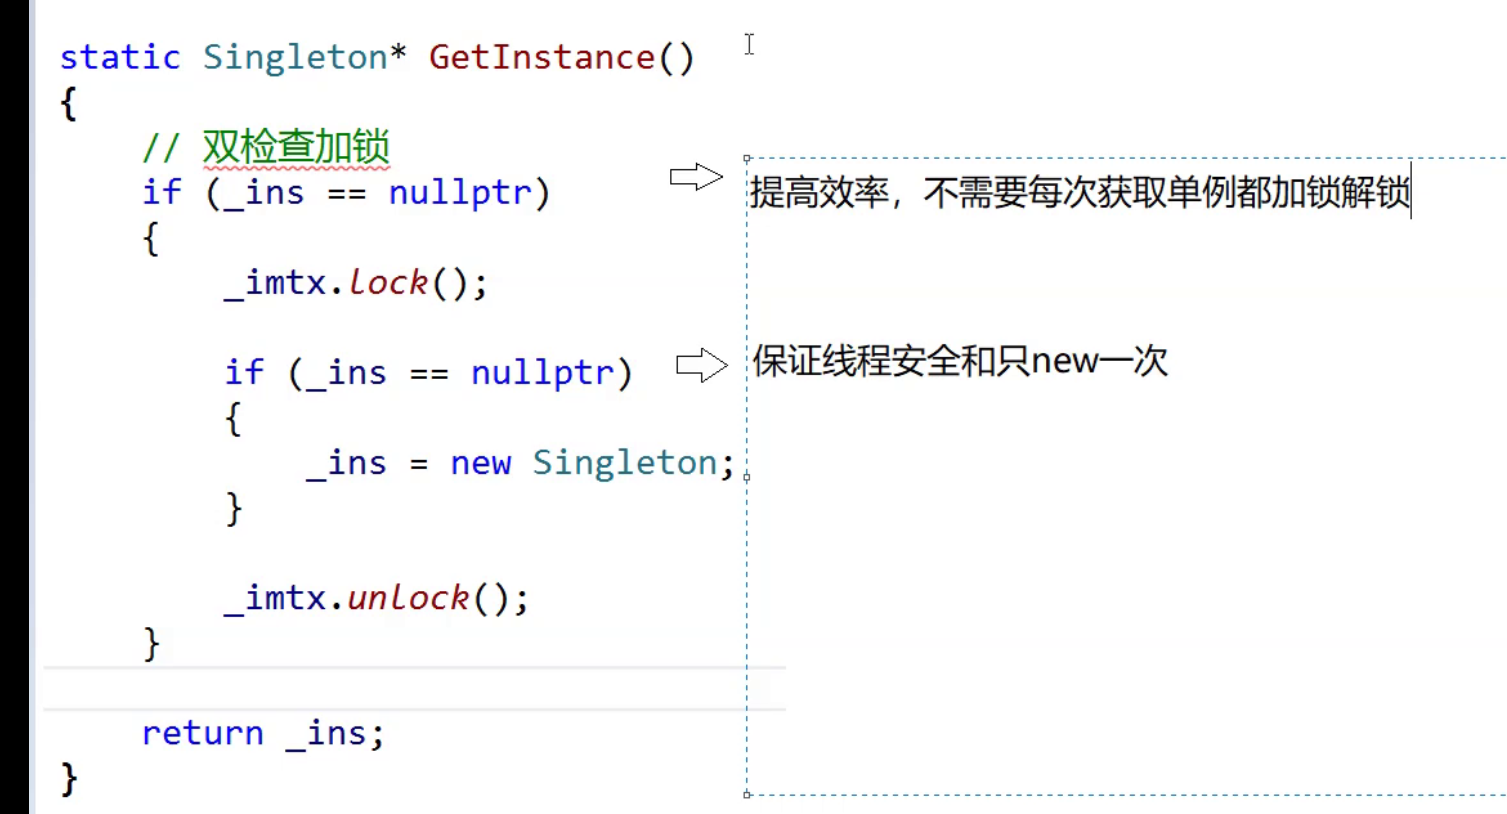 static Singleton* GetInstance()
{
// 双检查加锁
if (_ins == nullptr)
提高效率，不需要每次获取单例都加锁解锁
{
_imtx.lock();
if (_ins == nullptr)
保证线程安全和只new一次
{
_ins = new Singleton;
}
_imtx.unlock();
}
return _ins;
}